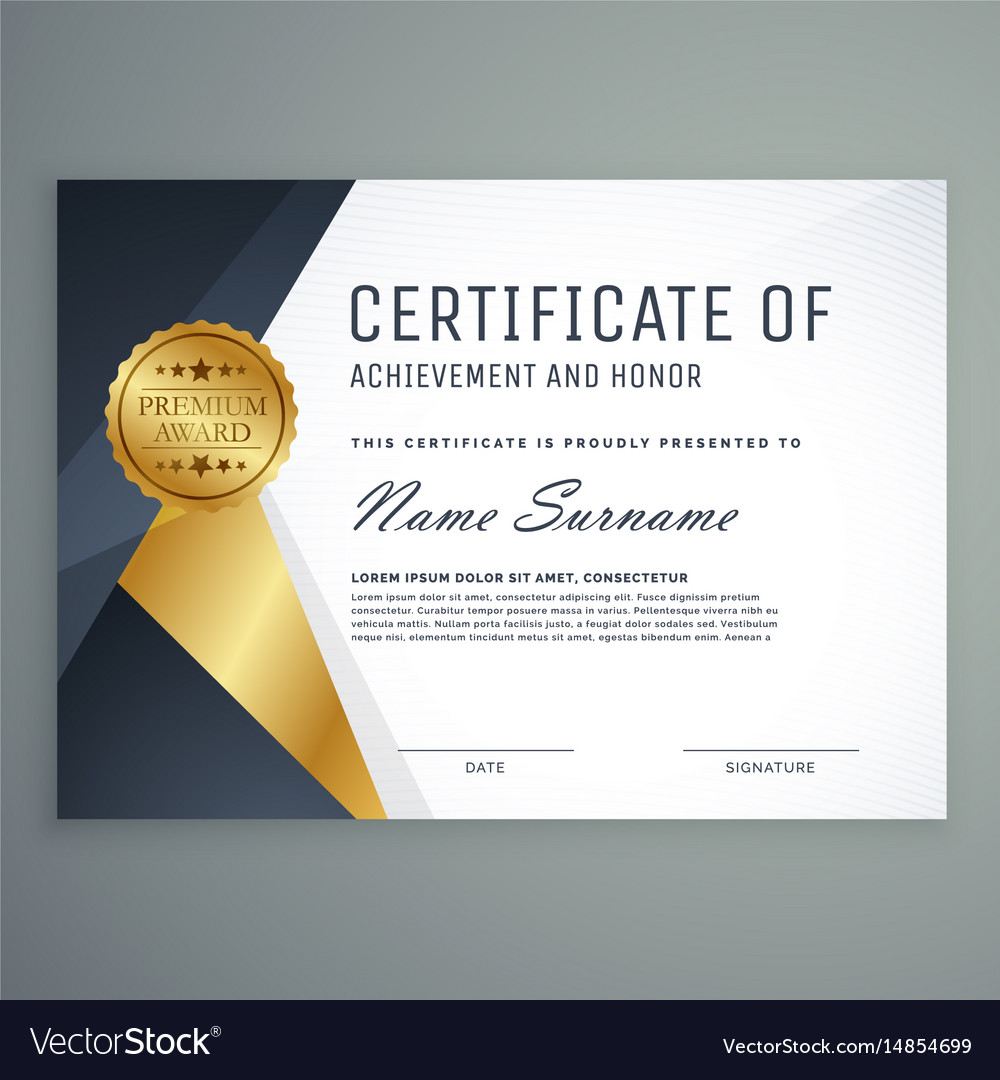 CERTIFICATE OF
ACHIEVEMENT AND HONOR
PREMIUM
AWARD
THIS CERTIFICATE IS PROUDLY PRESENTED TO
Name Surname
LOREM IPSUM DOLOR SIT AMET, CONSECTETUR
Lorem ipsum dolor sit amet, consectetur adipiscing elit. Fusce dignissim pretium
consectetur. Curabitur tempor posuere massa in varius. Pellentesque viverra nibh eu
vehicula mattis. Nullam porta facilisis justo, a feugiat dolor sodales sed. Vestibulum
neque nisi, elementum tincidunt metus sit amet, egestas bibendum sem. Aenean a
DATE
SIGNATURE
VectorStock®
VectorStock.com/14854699